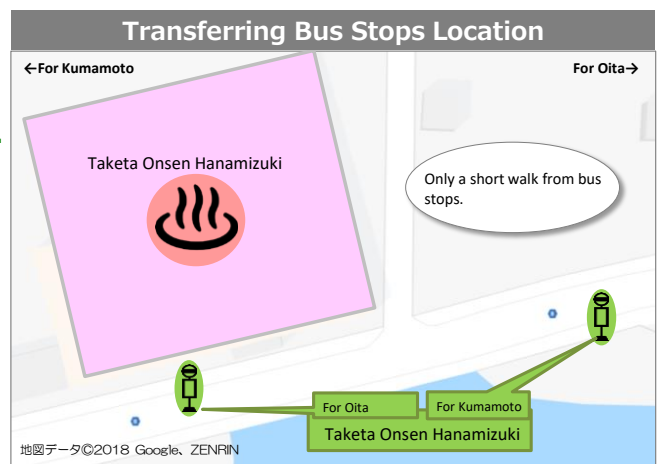 Transferring Bus Stops Location
←For Kumamoto
For Oita→
Taketa Onsen Hanamizuki
Only a short walk from bus
stops.
For Oita
For Kumamoto
Taketa Onsen Hanamizuki
地図データ©2018 Google、ZENRIN